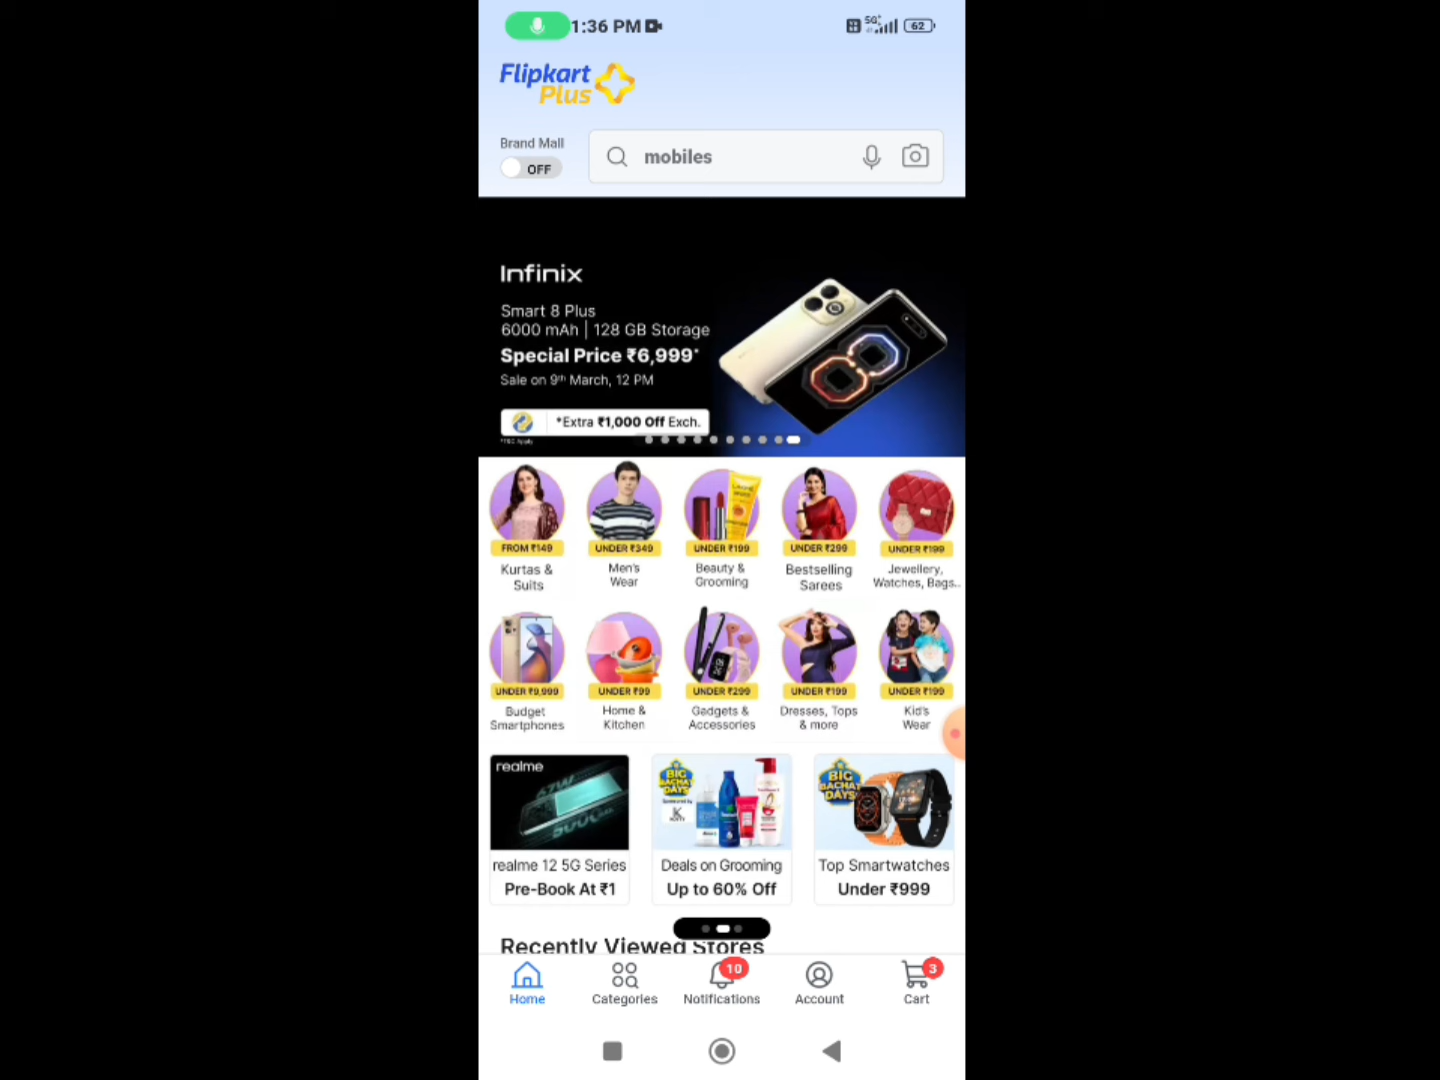 1:36 PM
5G
62
Flipkart
Plus
Brand Mall
OFF
mobiles
Infinix
Smart 8 Plus
6000 mAh | 128 GB Storage
Special Price ₹6,999*
Sale on 9th March, 12 PM
*Extra ₹1,000 Off Exch.
*T&C Apply
FROM ₹149
UNDER ₹349
UNDER ₹199
UNDER ₹299
UNDER ₹199
Kurtas &
Suits
Men's
Wear
Beauty &
Grooming
Bestselling
Sarees
Jewellery,
Watches, Bags..
UNDER ₹9,999
UNDER ₹99
UNDER ₹299
UNDER ₹199
UNDER ₹199
Budget
Smartphones
Home &
Kitchen
Gadgets &
Accessories
Dresses, Tops
& more
Kid's
Wear
realme
67W
5000
BIG
BACHAT
DAYS
Sponsored by
BIG
BACHAT
DAYS
realme 12 5G Series
Pre-Book At ₹1
Deals on Grooming
Up to 60% Off
Top Smartwatches
Under ₹999
Recently Viewed Stores
10
3
Home
Categories
Notifications
Account
Cart